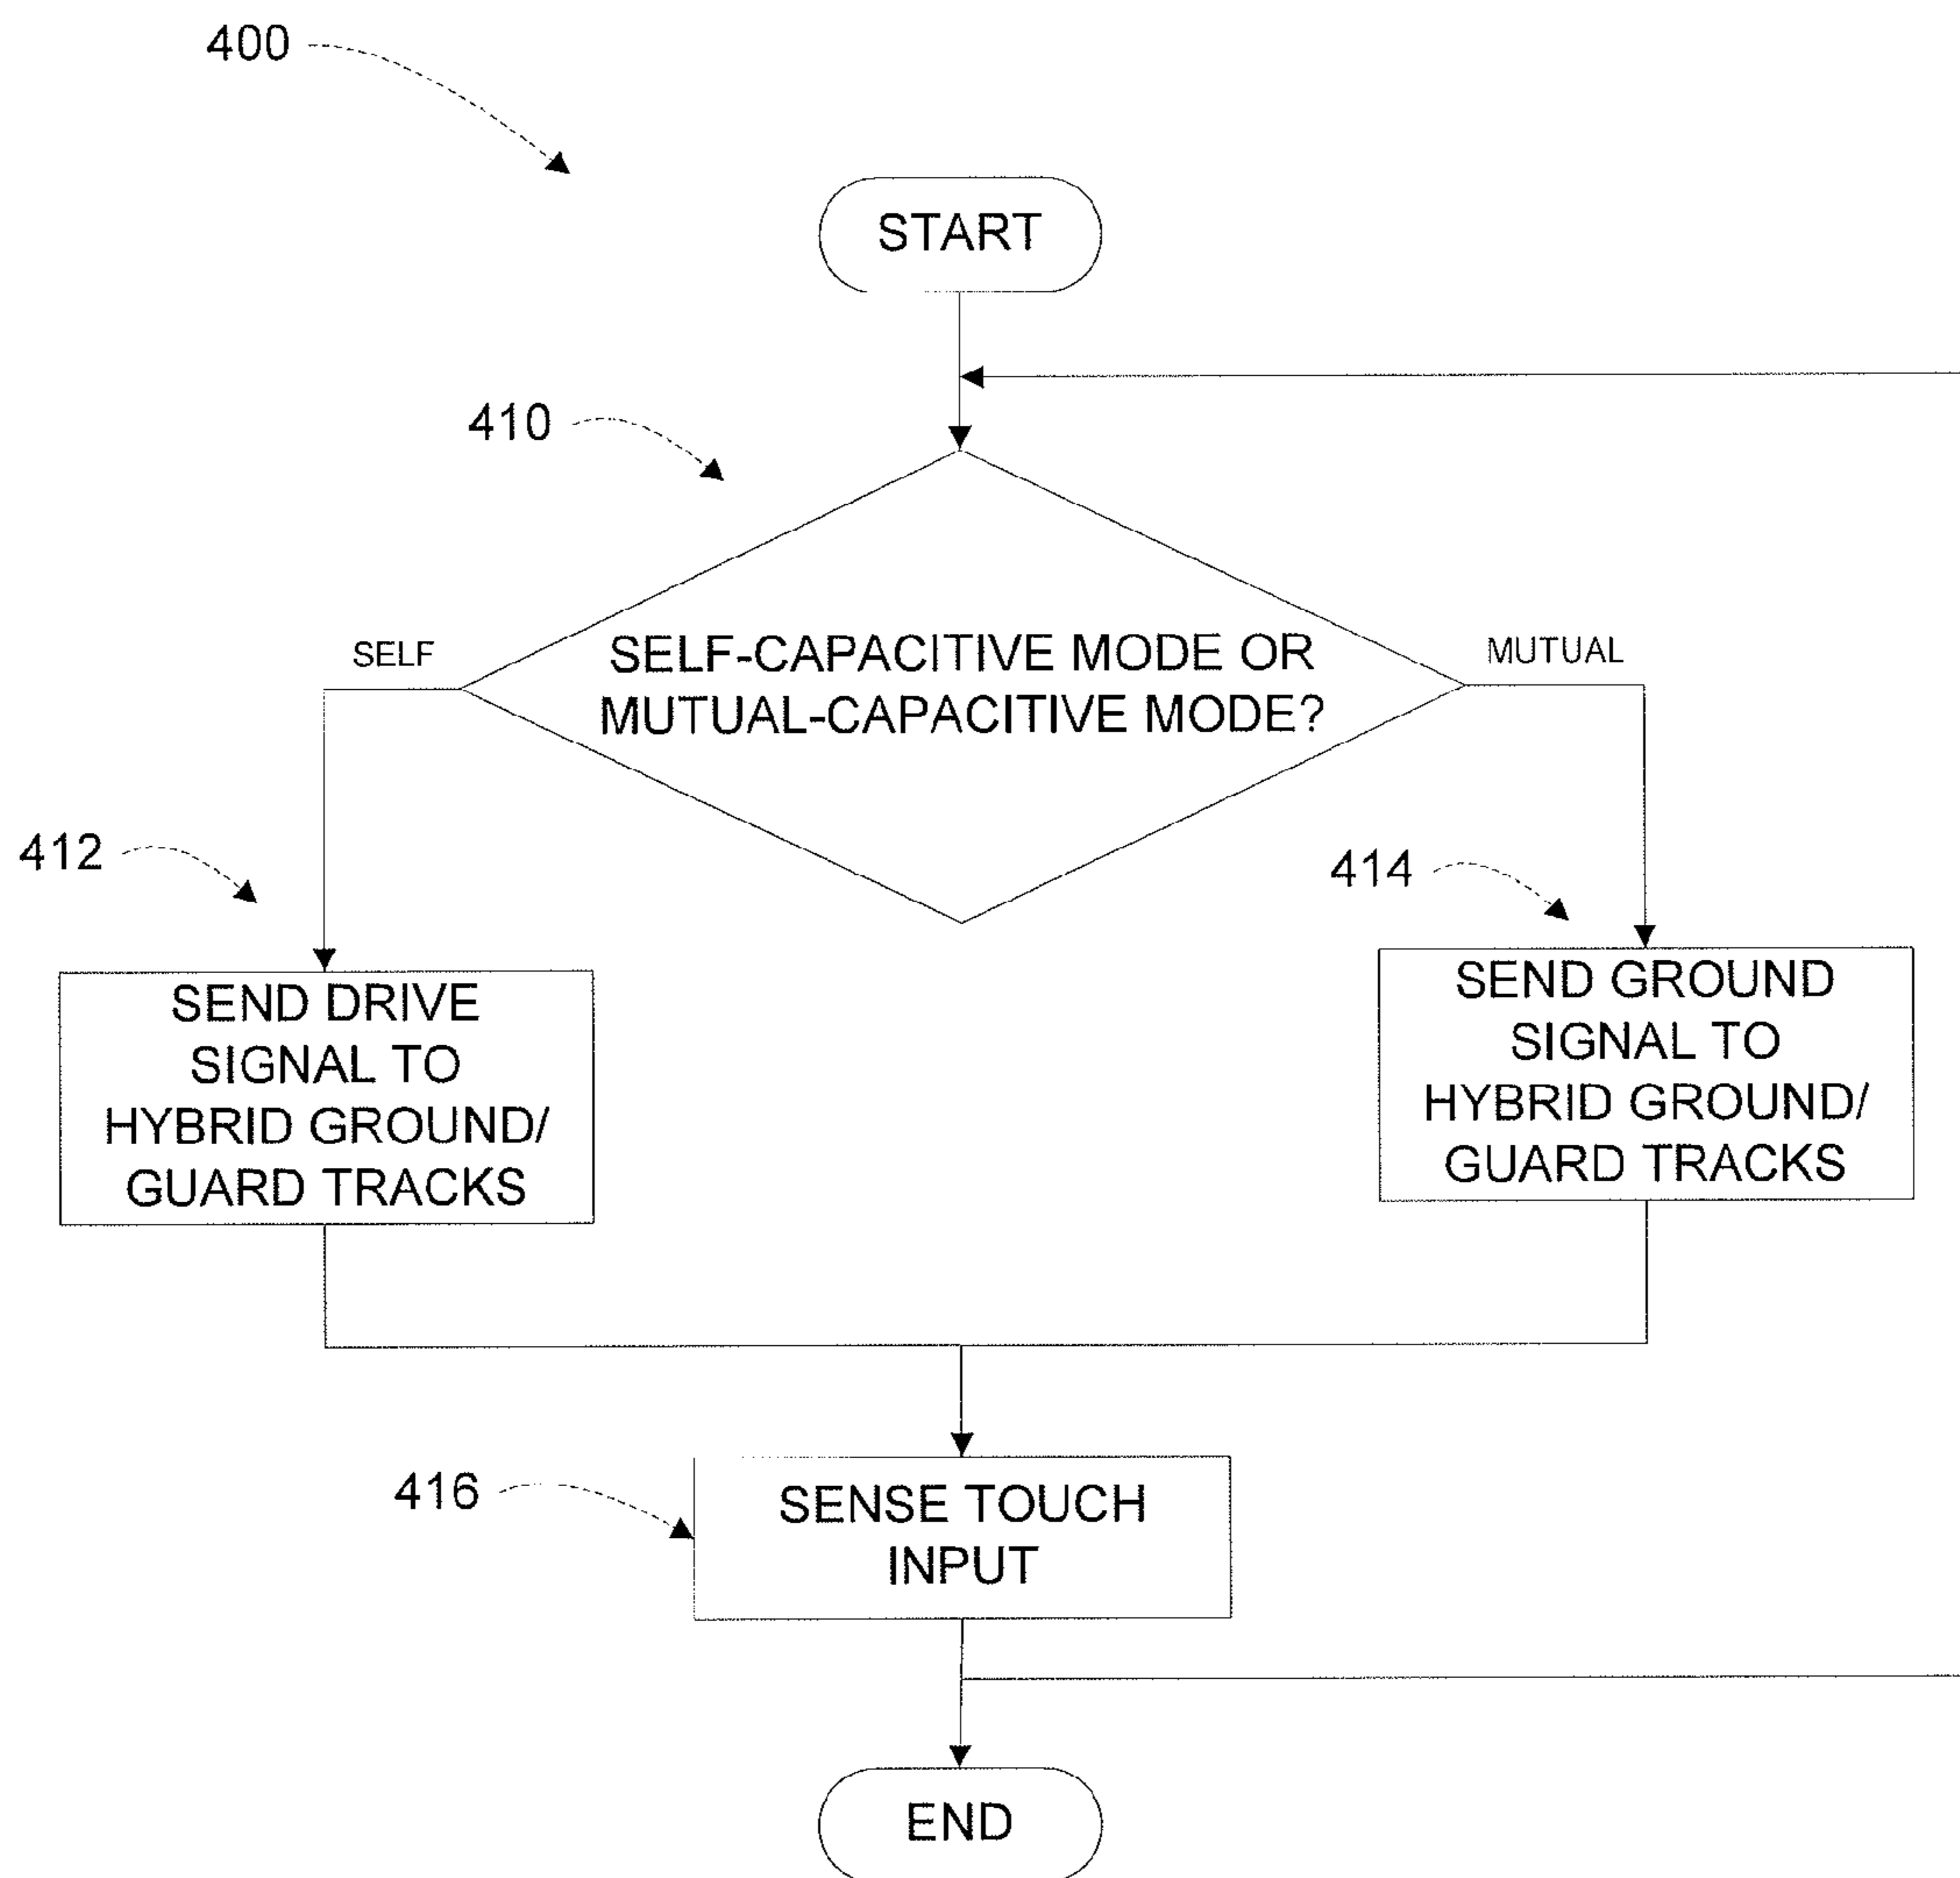 400
START
410
SELF
SELF-CAPACITIVE MODE OR
MUTUAL-CAPACITIVE MODE?
MUTUAL
412
414
SEND DRIVE
SIGNAL TO
HYBRID GROUND/
GUARD TRACKS
SEND GROUND
SIGNAL TO
HYBRID GROUND/
GUARD TRACKS
416
SENSE TOUCH
INPUT
END